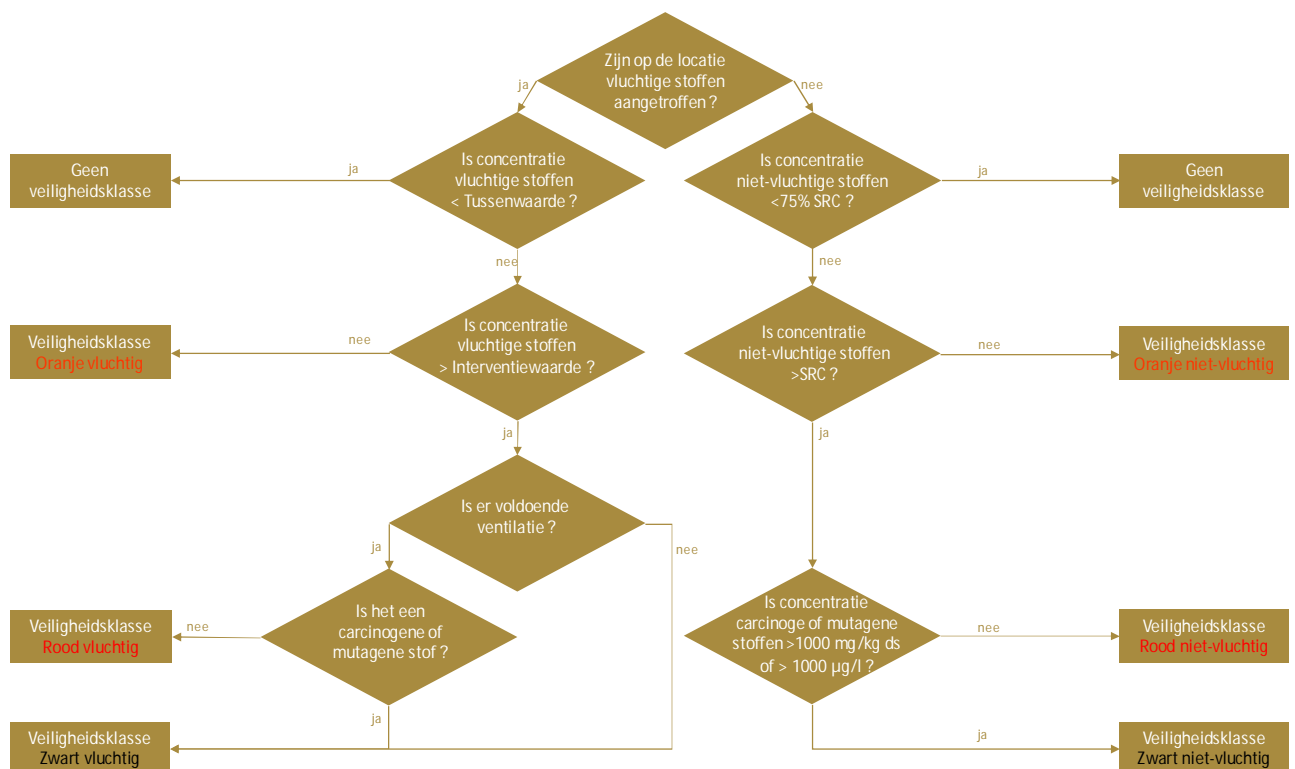 Zijn op de locatie
vluchtige stoffen
aangetroffen ?
ja
nee
Is concentratie
vluchtige stoffen
< Tussenwaarde ?
Is concentratie
niet-vluchtige stoffen
<75% SRC ?
ja
ja
Geen
veiligheidsklasse
Geen
veiligheidsklasse
nee
nee
Is concentratie
vluchtige stoffen
> Interventiewaarde ?
Is concentratie
niet-vluchtige stoffen
>SRC ?
nee
nee
Veiligheidsklasse
Oranje vluchtig
Veiligheidsklasse
Oranje niet-vluchtig
ja
ja
Is er voldoende
ventilatie ?
ja
nee
Is het een
carcinogene of
mutagene stof ?
Is concentratie
carcinoge of mutagene
stoffen >1000 mg/kg ds
of > 1000 µg/l ?
nee
nee
Veiligheidsklasse
Rood vluchtig
Veiligheidsklasse
Rood niet-vluchtig
ja
ja
Veiligheidsklasse
Zwart vluchtig
Veiligheidsklasse
Zwart niet-vluchtig